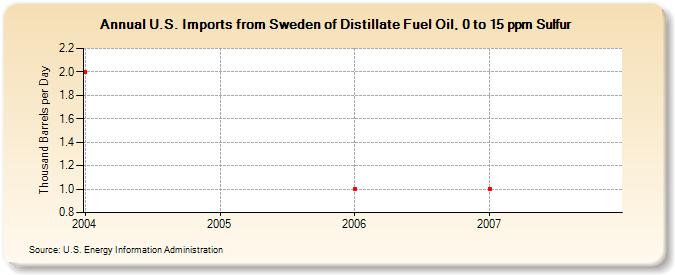 Annual U.S. Imports from Sweden of Distillate Fuel Oil, 0 to 15 ppm Sulfur
Thousand Barrels per Day
2.2
2.0
1.8
1.6
1.4
1.2
1.0
0.8
2004 2005 2006 2007
Source: U.S. Energy Information Administration